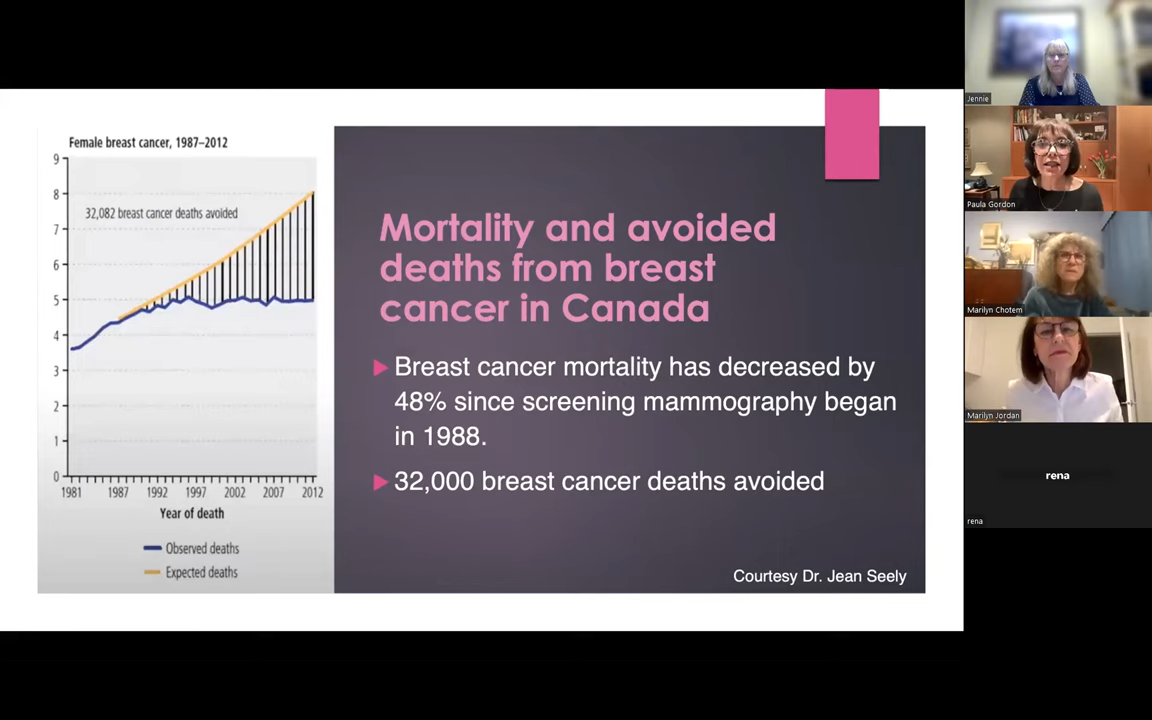 Female breast cancer, 1987–2012
9
8
7
6
5
4
3
2
1
0
32,082 breast cancer deaths avoided
1981 1987 1992 1997 2002 2007 2012
Year of death
Observed deaths
Expected deaths
Mortality and avoided
deaths from breast
cancer in Canada
Breast cancer mortality has decreased by
48% since screening mammography began
in 1988.
32,000 breast cancer deaths avoided
Courtesy Dr. Jean Seely
Jennie
Paula Gordon
Marilyn Chotem
Marilyn Jordan
rena
rena